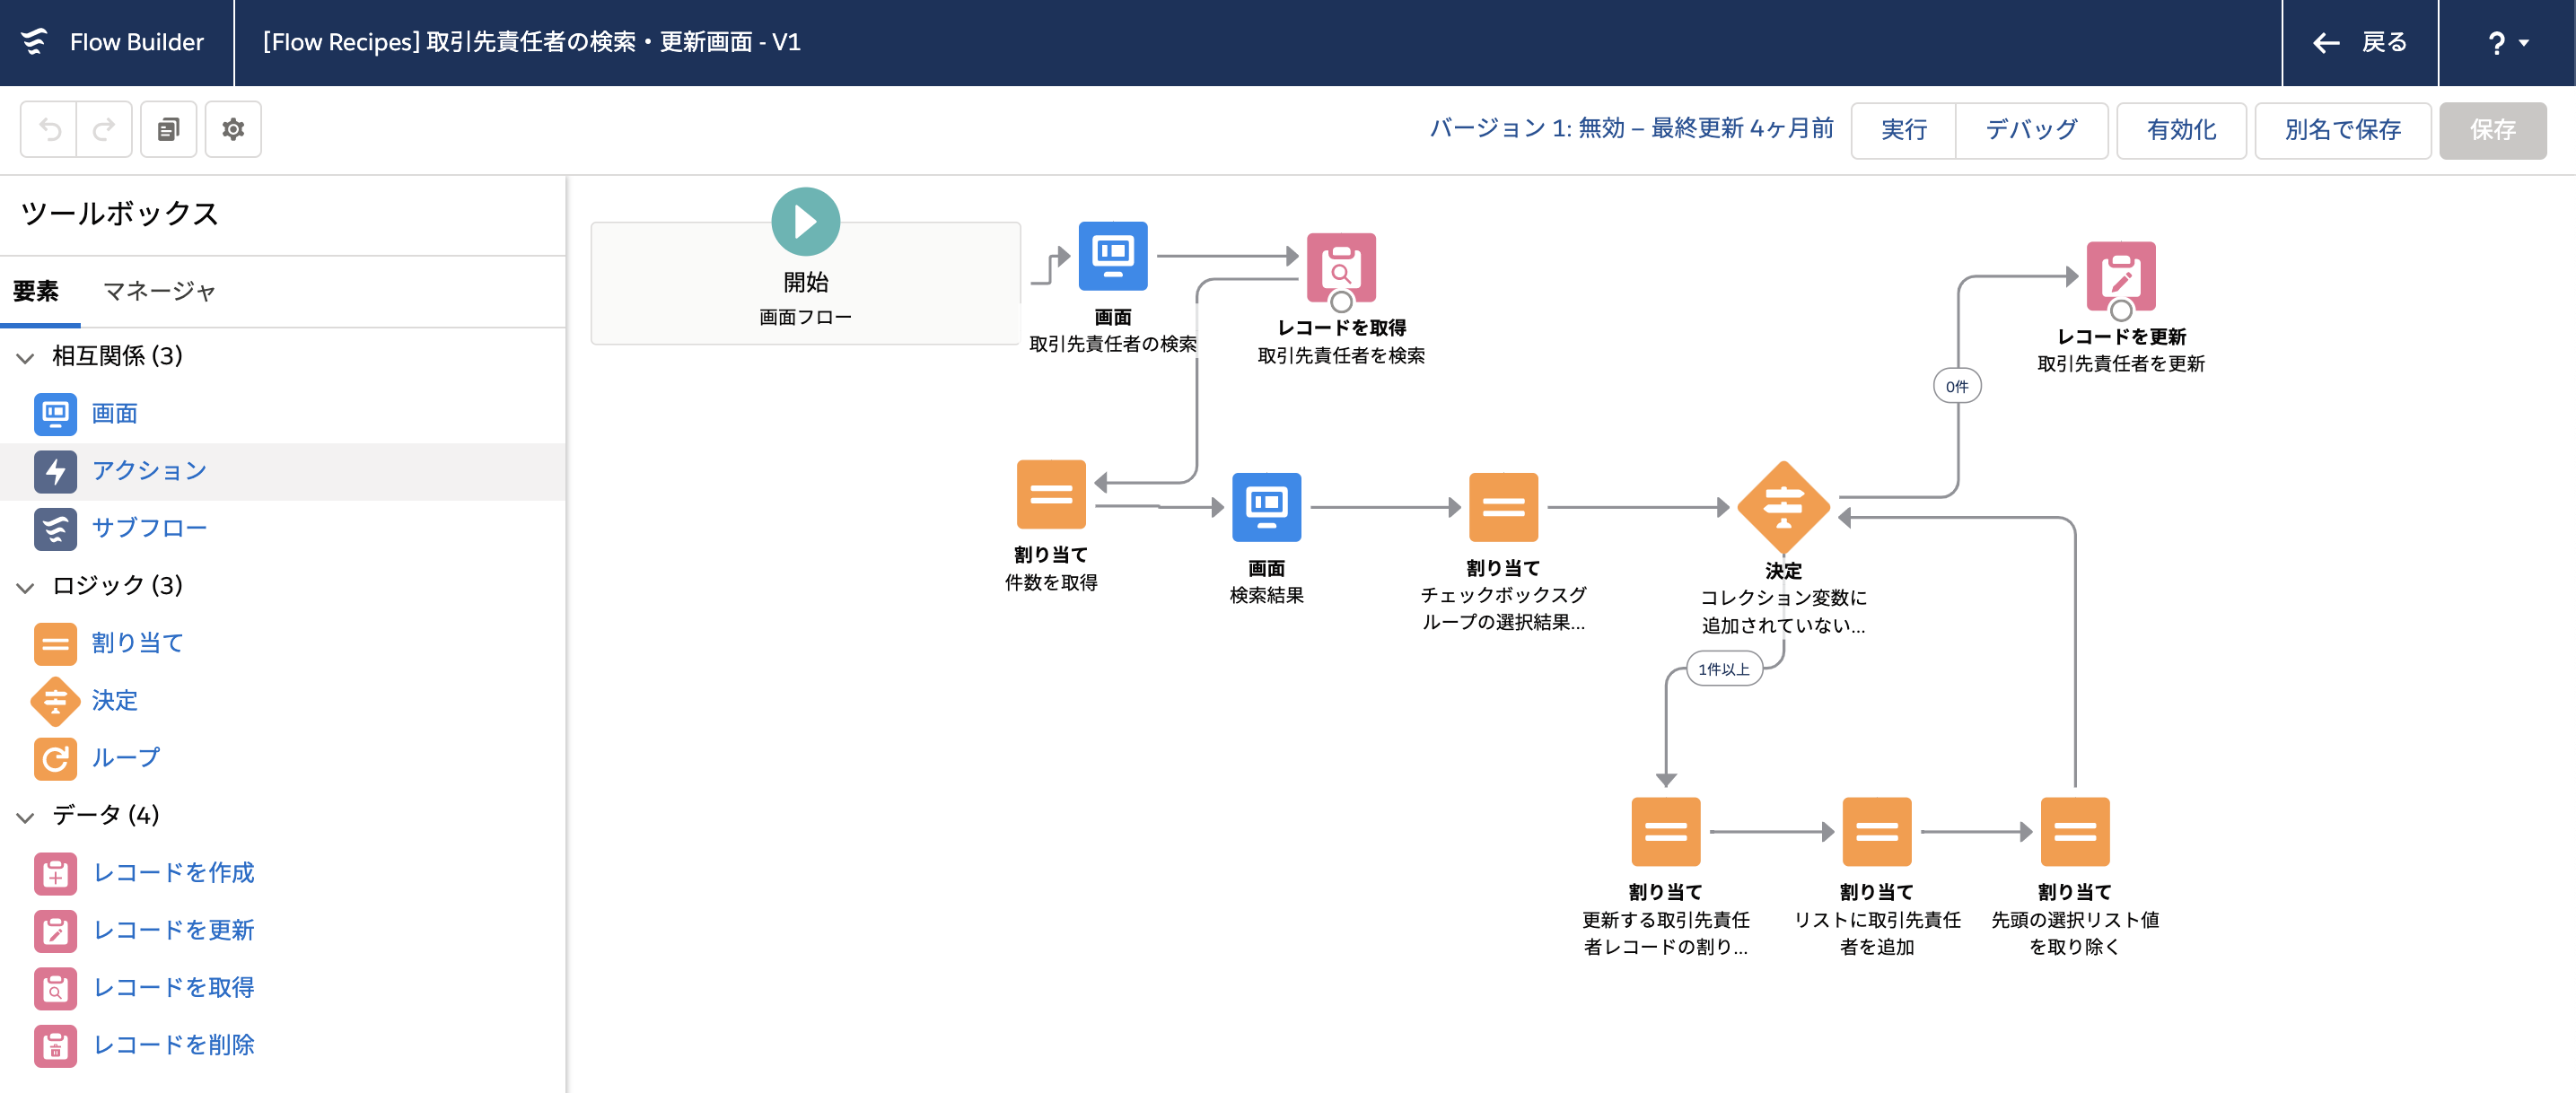 Flow Builder
[Flow Recipes] 取引先責任者の検索・更新画面 - V1
戻る
?
バージョン 1: 無効 – 最終更新 4ヶ月前
実行
デバッグ
有効化
別名で保存
保存
ツールボックス
要素
マネージャ
相互関係 (3)
画面
アクション
サブフロー
ロジック (3)
割り当て
決定
ループ
データ (4)
レコードを作成
レコードを更新
レコードを取得
レコードを削除
開始
画面フロー
画面
取引先責任者の検索
レコードを取得
取引先責任者を検索
レコードを更新
取引先責任者を更新
0件
割り当て
件数を取得
画面
検索結果
割り当て
チェックボックスグ
ループの選択結果...
決定
コレクション変数に
追加されていない...
1件以上
割り当て
更新する取引先責任
者レコードの割り...
割り当て
リストに取引先責任
者を追加
割り当て
先頭の選択リスト値
を取り除く